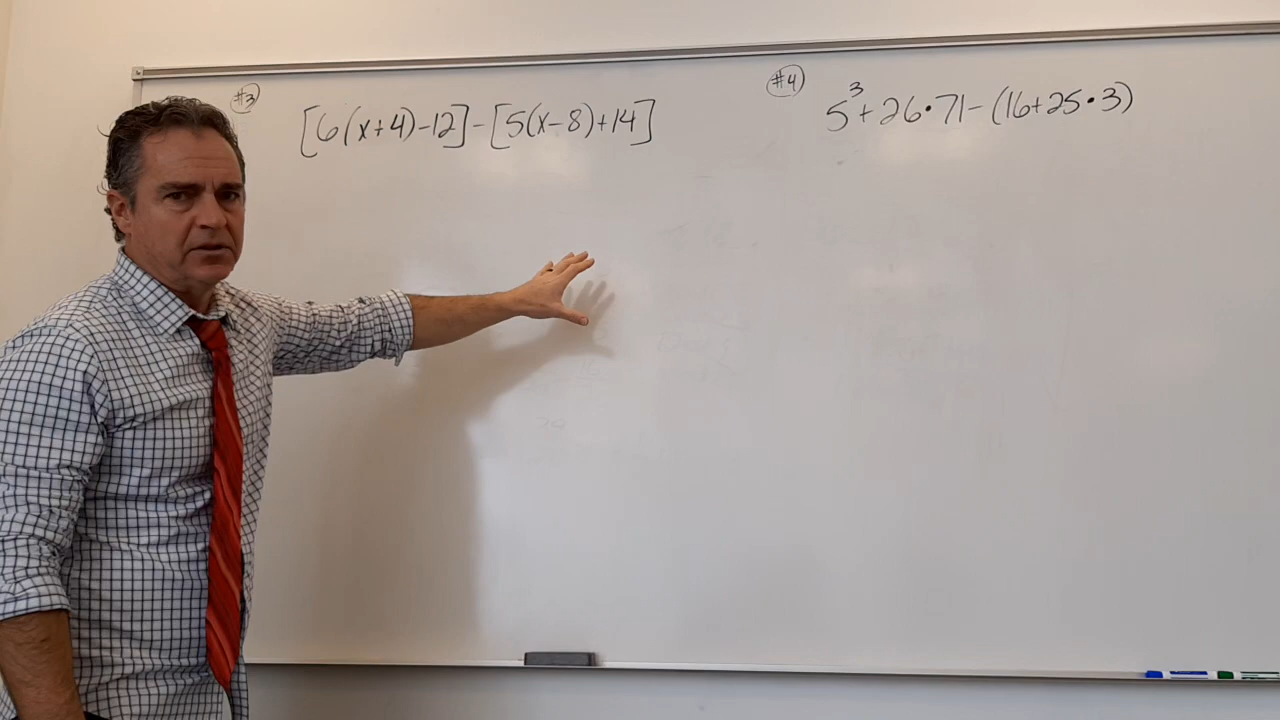 #3
[6(x+4)-12]-[5(x-8)+14]
#4
5³+26•71-(16+25•3)